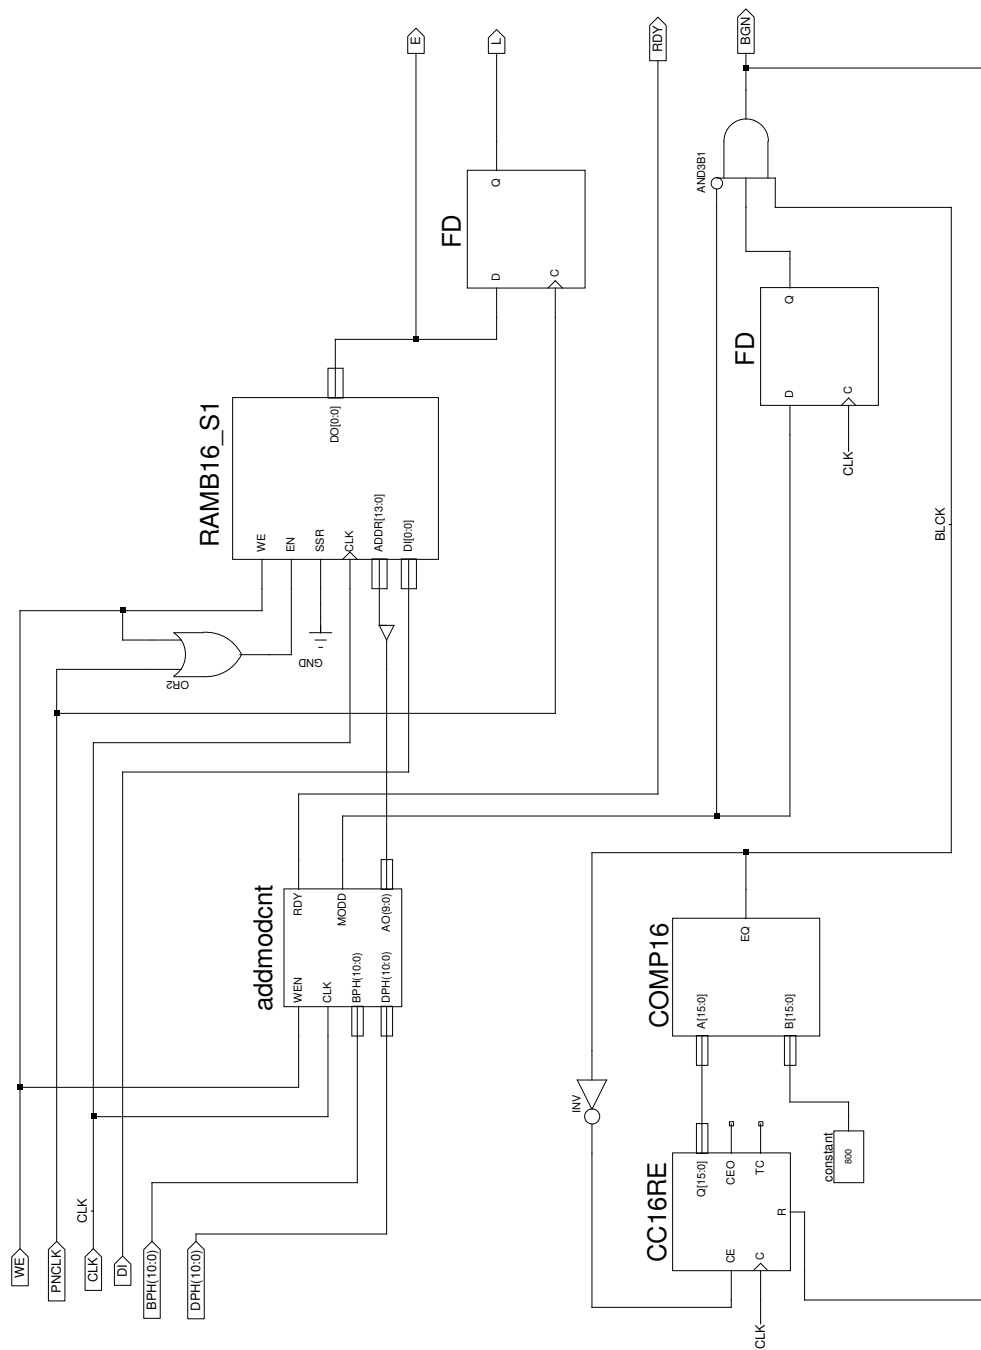 WE
PNCLK
CLK
CLK
DI
BPH(10:0)
DPH(10:0)
addmodcnt
WEN
CLK
BPH(10:0)
DPH(10:0)
RDY
MODD
AO(9:0)
OR2
GND
RAMB16_S1
WE
EN
SSR
CLK
ADDR[13:0]
DI[0:0]
DO[0:0]
FD
D
C
Q
E
L
RDY
BGN
CC16RE
CE
C
R
Q[15:0]
CEO
TC
CLK
constant
800
INV
COMP16
A[15:0]
B[15:0]
EQ
BLCK
FD
D
C
Q
CLK
AND3B1